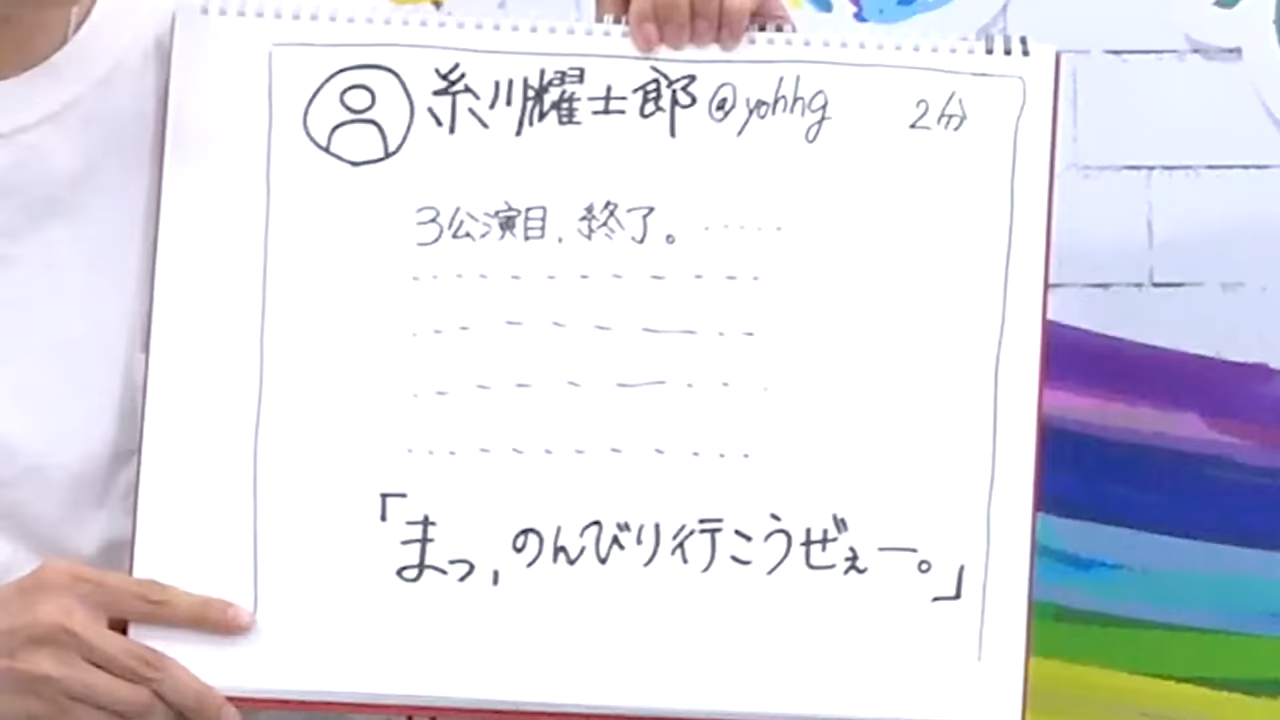 糸川耀士郎 @yohhg 2分
3公演目、終了。......
「まっ、のんびり行こうぜぇー。」